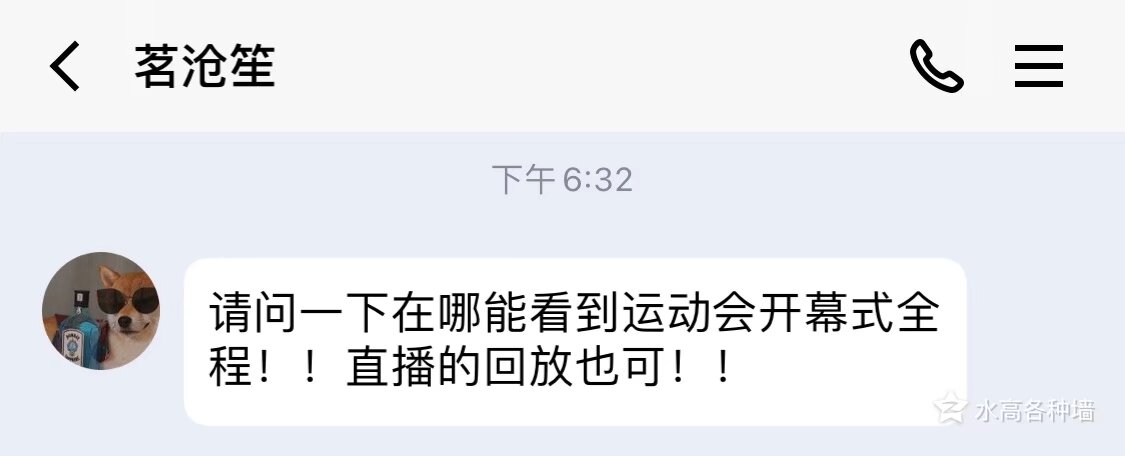 茗沧笙
下午 6:32
请问一下在哪能看到运动会开幕式全
程！！直播的回放也可！！
水高各种墙